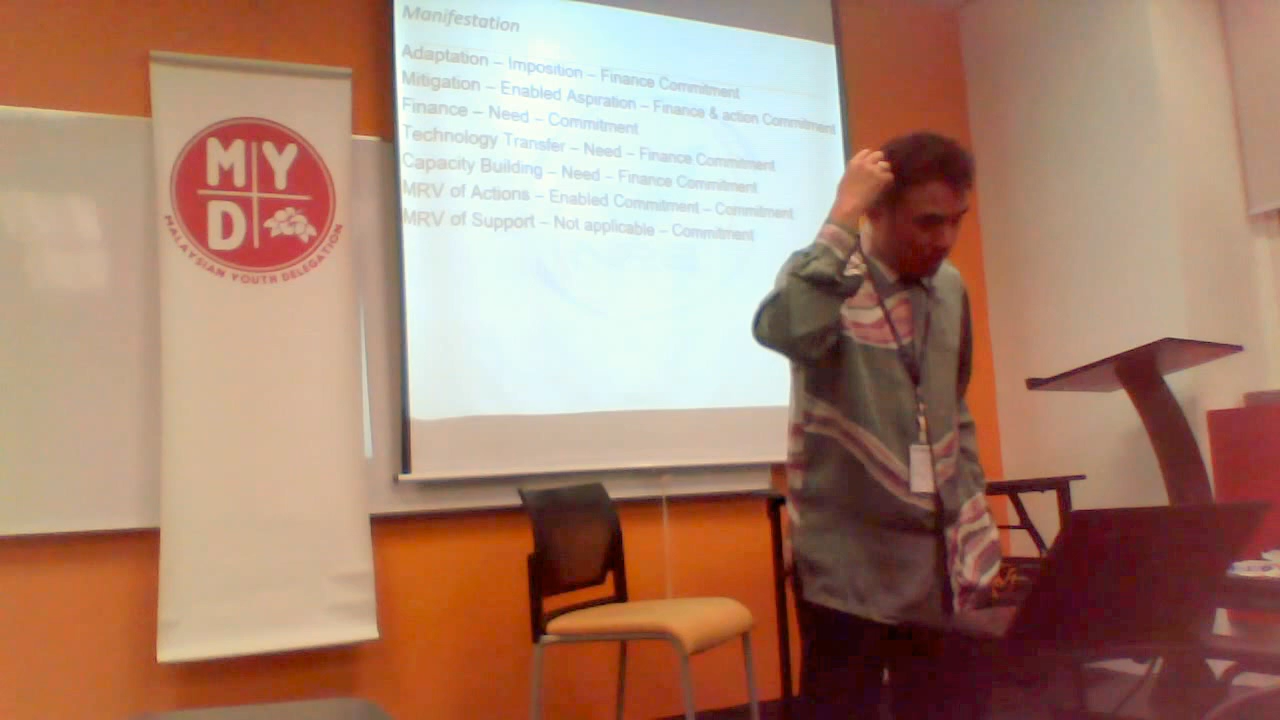 Manifestation
Adaptation – Imposition – Finance Commitment
Mitigation – Enabled Aspiration – Finance & action Commitment
Finance – Need – Commitment
Technology Transfer – Need – Finance Commitment
Capacity Building – Need – Finance Commitment
MRV of Actions – Enabled Commitment – Commitment
MRV of Support – Not applicable – Commitment
M Y
D
MALAYSIAN YOUTH DELEGATION